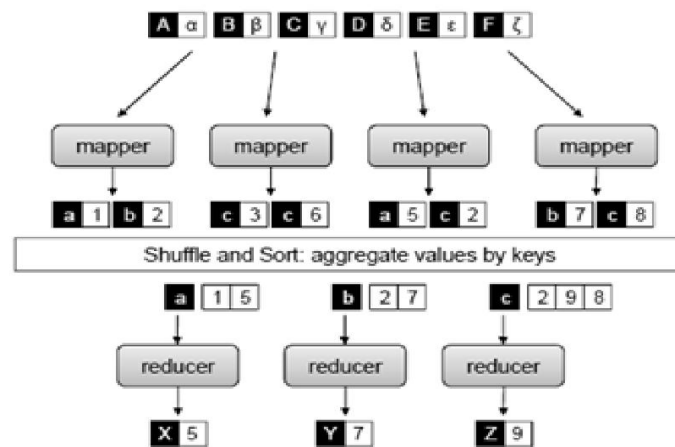 A α B β C γ D δ E ε F ζ
mapper mapper mapper mapper
a 1 b 2 c 3 c 6 a 5 c 2 b 7 c 8
Shuffle and Sort: aggregate values by keys
a 1 5 b 2 7 c 2 9 8
reducer reducer reducer
X 5 Y 7 Z 9